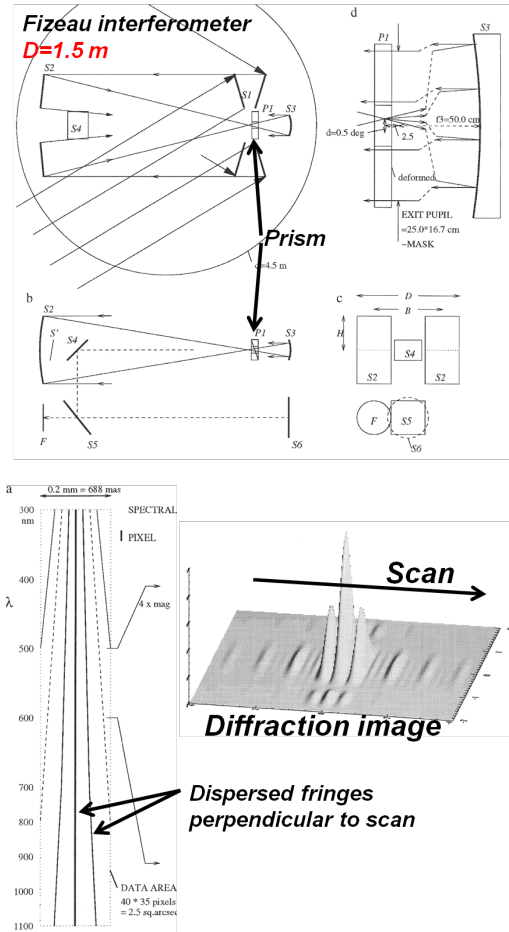 Fizeau interferometer
D=1.5 m
S2
S4
S1
P1
S3
Prism
d=4.5 m
d
S3
P1
f3=50.0 cm
d=0.5 deg
2.5
deformed
EXIT PUPIL
=25.0*16.7 cm
--MASK
b
S2
S'
S4
P1
S3
F
S5
S6
c
D
B
H
S4
S2
S2
F
S5
S6
a
0.2 mm = 688 mas
300
nm
SPECTRAL
PIXEL
400
λ
4 x mag
500
600
700
800
900
1000
1100
DATA AREA
40 * 35 pixels
= 2.5 sq.arcsec
Scan
Diffraction image
Dispersed fringes
perpendicular to scan